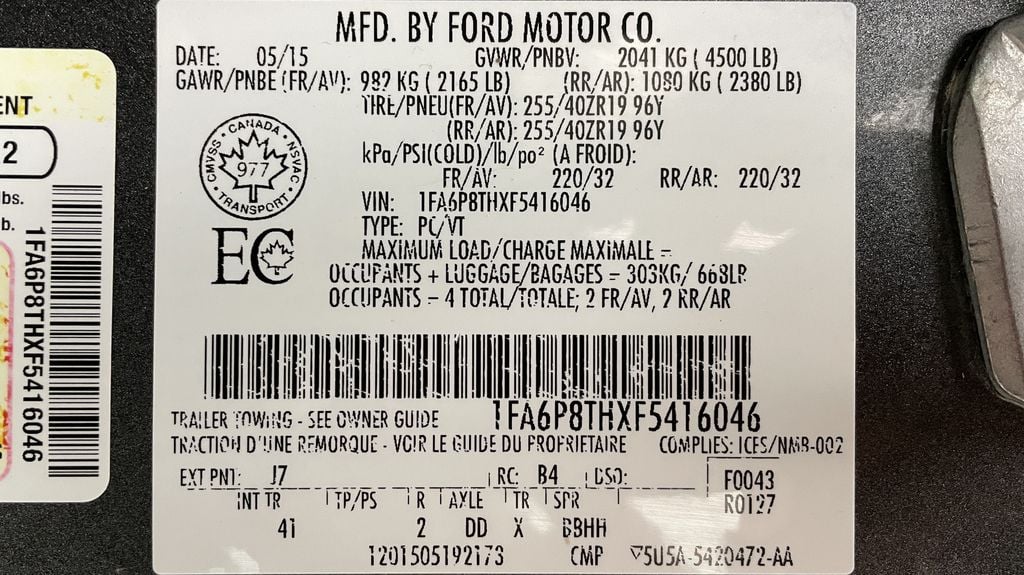 MFD. BY FORD MOTOR CO.
DATE: 05/15 GVWR/PNBV: 2041 KG ( 4500 LB)
GAWR/PNBE (FR/AV): 982 KG ( 2165 LB) (RR/AR): 1080 KG ( 2380 LB)
TIRE/PNEU(FR/AV): 255/40ZR19 96Y
(RR/AR): 255/40ZR19 96Y
kPa/PSI(COLD)/lb/po² (A FROID):
FR/AV: 220/32 RR/AR: 220/32
VIN: 1FA6P8THXF5416046
TYPE: PC/VT
MAXIMUM LOAD/CHARGE MAXIMALE =
OCCUPANTS + LUGGAGE/BAGAGES = 303KG/ 668LB
OCCUPANTS = 4 TOTAL/TOTALE; 2 FR/AV, 2 RR/AR
CANADA
CMVSS NSVAC
977
TRANSPORT
EC
1FA6P8THXF5416046
TRAILER TOWING - SEE OWNER GUIDE
TRACTION D'UNE REMORQUE - VOIR LE GUIDE DU PROPRIETAIRE COMPLIES: ICES/NMB-002
EXT PNT: J7 RC: B4 DSO: F0043
R0127
INT TR TP/PS R AXLE TR SPR
41 2 DD X BBHH
1201505192173 CMP ▽5U5A-5420472-AA
ENT
2
lbs.
b.
1FA6P8THXF5416046